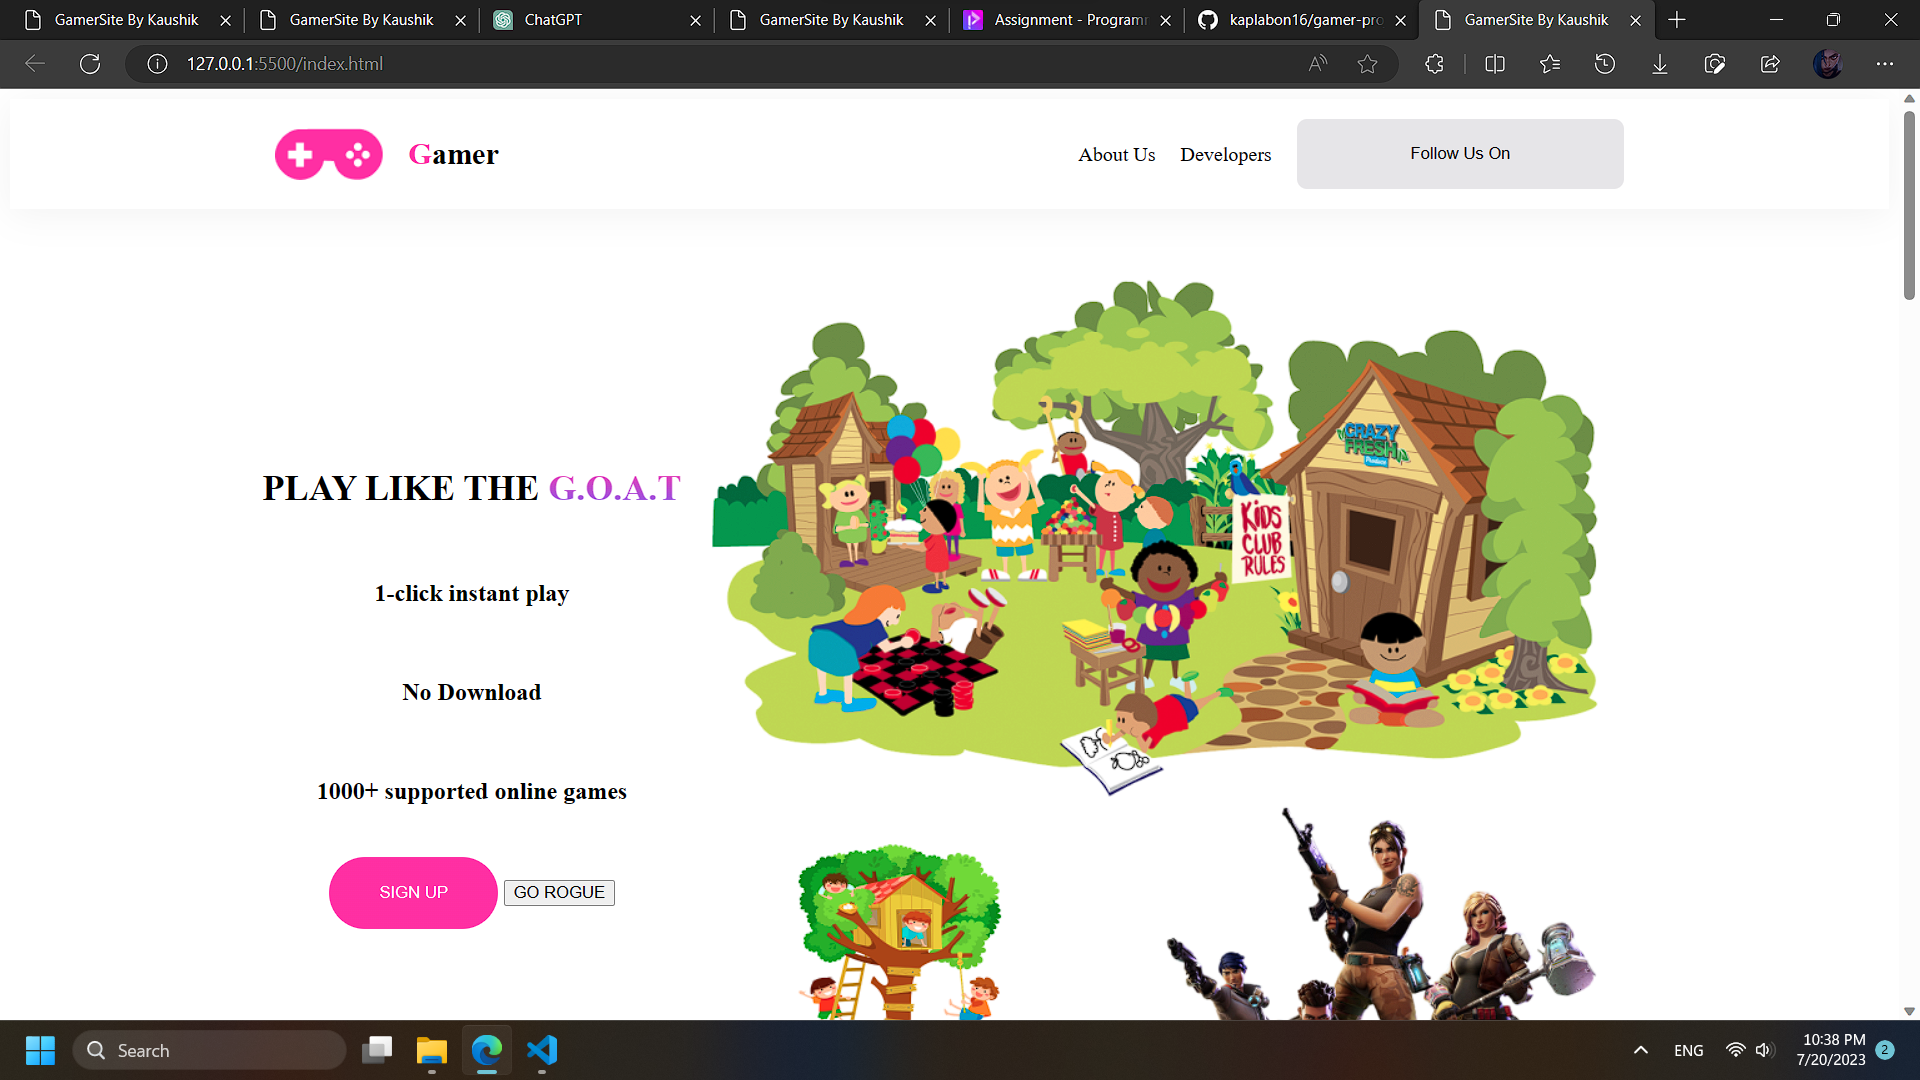 GamerSite By Kaushik
GamerSite By Kaushik
ChatGPT
GamerSite By Kaushik
Assignment - Programm
kaplabon16/gamer-pro
GamerSite By Kaushik
127.0.0.1:5500/index.html
Gamer
About Us
Developers
Follow Us On
CRAZY
FRESH
Produce
KiDS
CLUB
RULES
PLAY LIKE THE G.O.A.T
1-click instant play
No Download
1000+ supported online games
SIGN UP
GO ROGUE
Search
ENG
10:38 PM
7/20/2023
2